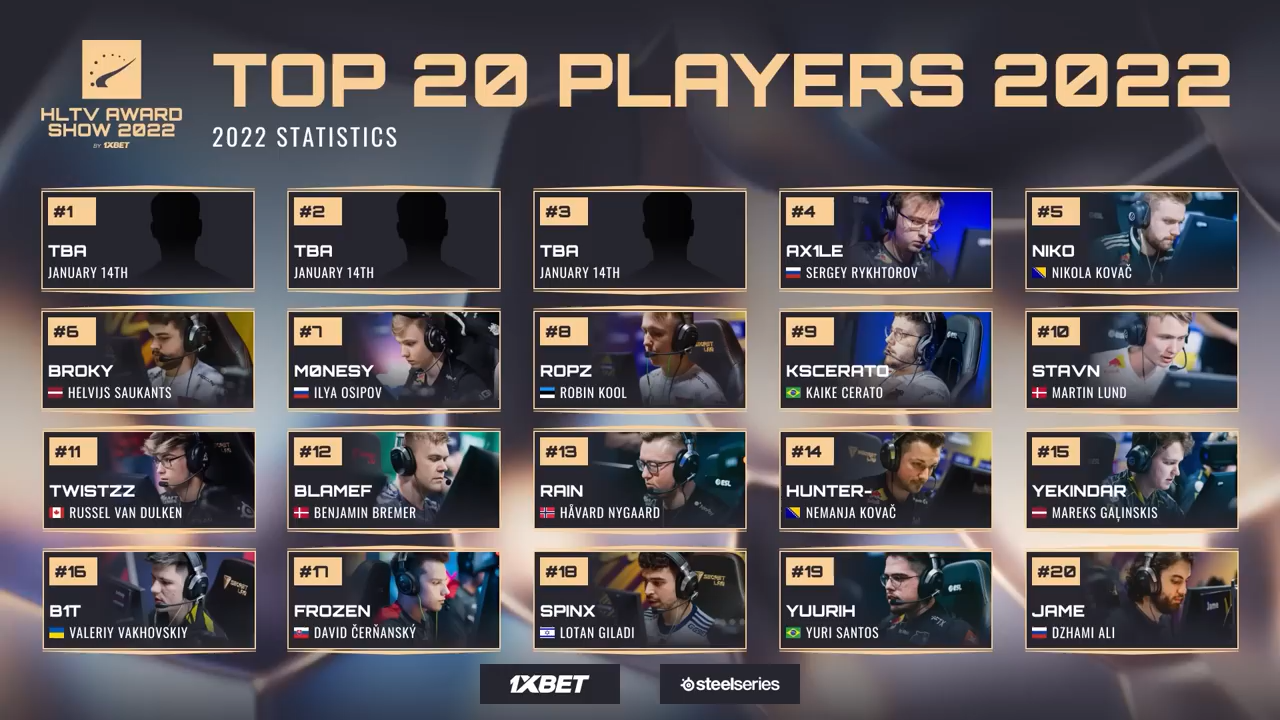 HLTV AWARD
SHOW 2022
BY 1XBET
TOP 20 PLAYERS 2022
2022 STATISTICS
#1
TBA
JANUARY 14TH
#2
TBA
JANUARY 14TH
#3
TBA
JANUARY 14TH
#4
AX1LE
SERGEY RYKHTOROV
#5
NIKO
NIKOLA KOVAČ
#6
BROKY
HELVIJS SAUKANTS
#7
M0NESY
ILYA OSIPOV
#8
ROPZ
ROBIN KOOL
#9
KSCERATO
KAIKE CERATO
#10
STAVN
MARTIN LUND
#11
TWISTZZ
RUSSEL VAN DULKEN
#12
BLAMEF
BENJAMIN BREMER
#13
RAIN
HÅVARD NYGAARD
#14
HUNTER-
NEMANJA KOVAČ
#15
YEKINDAR
MAREKS GAĻINSKIS
#16
B1T
VALERIY VAKHOVSKIY
#17
FROZEN
DAVID ČERŇANSKÝ
#18
SPINX
LOTAN GILADI
#19
YUURIH
YURI SANTOS
#20
JAME
DZHAMI ALI
1XBET
steelseries